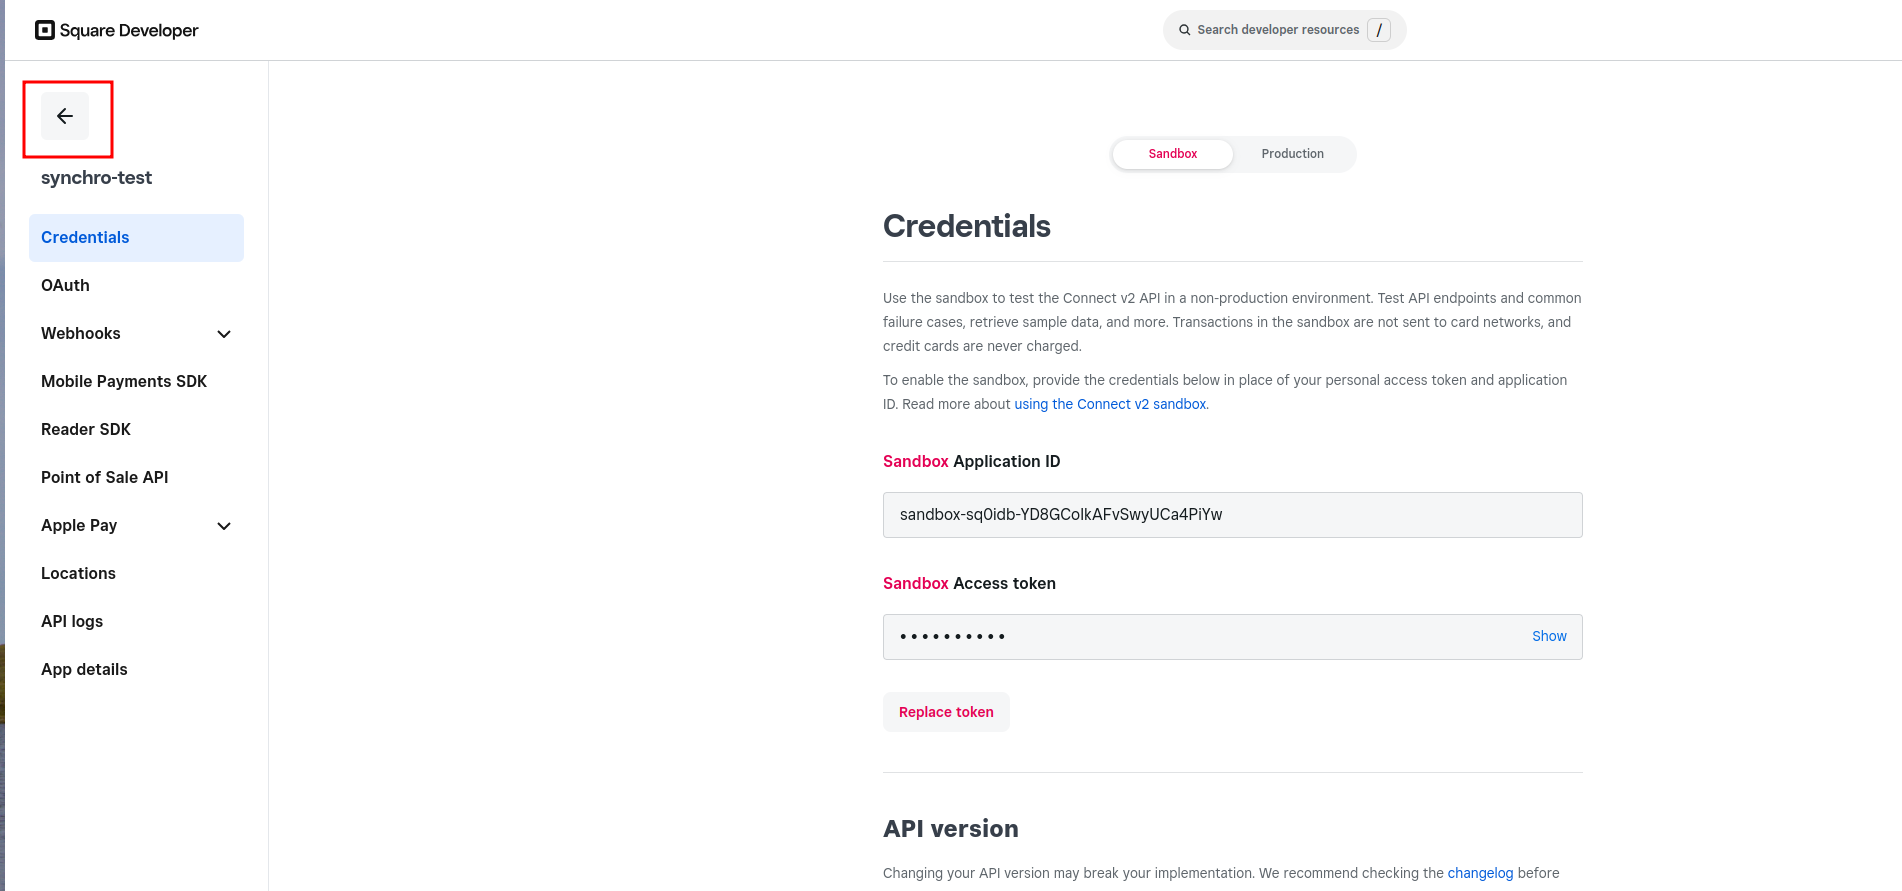 Square Developer
Search developer resources /
synchro-test
Credentials
OAuth
Webhooks
Mobile Payments SDK
Reader SDK
Point of Sale API
Apple Pay
Locations
API logs
App details
Sandbox Production
Credentials
Use the sandbox to test the Connect v2 API in a non-production environment. Test API endpoints and common
failure cases, retrieve sample data, and more. Transactions in the sandbox are not sent to card networks, and
credit cards are never charged.
To enable the sandbox, provide the credentials below in place of your personal access token and application
ID. Read more about using the Connect v2 sandbox.
Sandbox Application ID
sandbox-sq0idb-YD8GColkAFvSwyUCa4PiYw
Sandbox Access token
•••••••••• Show
Replace token
API version
Changing your API version may break your implementation. We recommend checking the changelog before